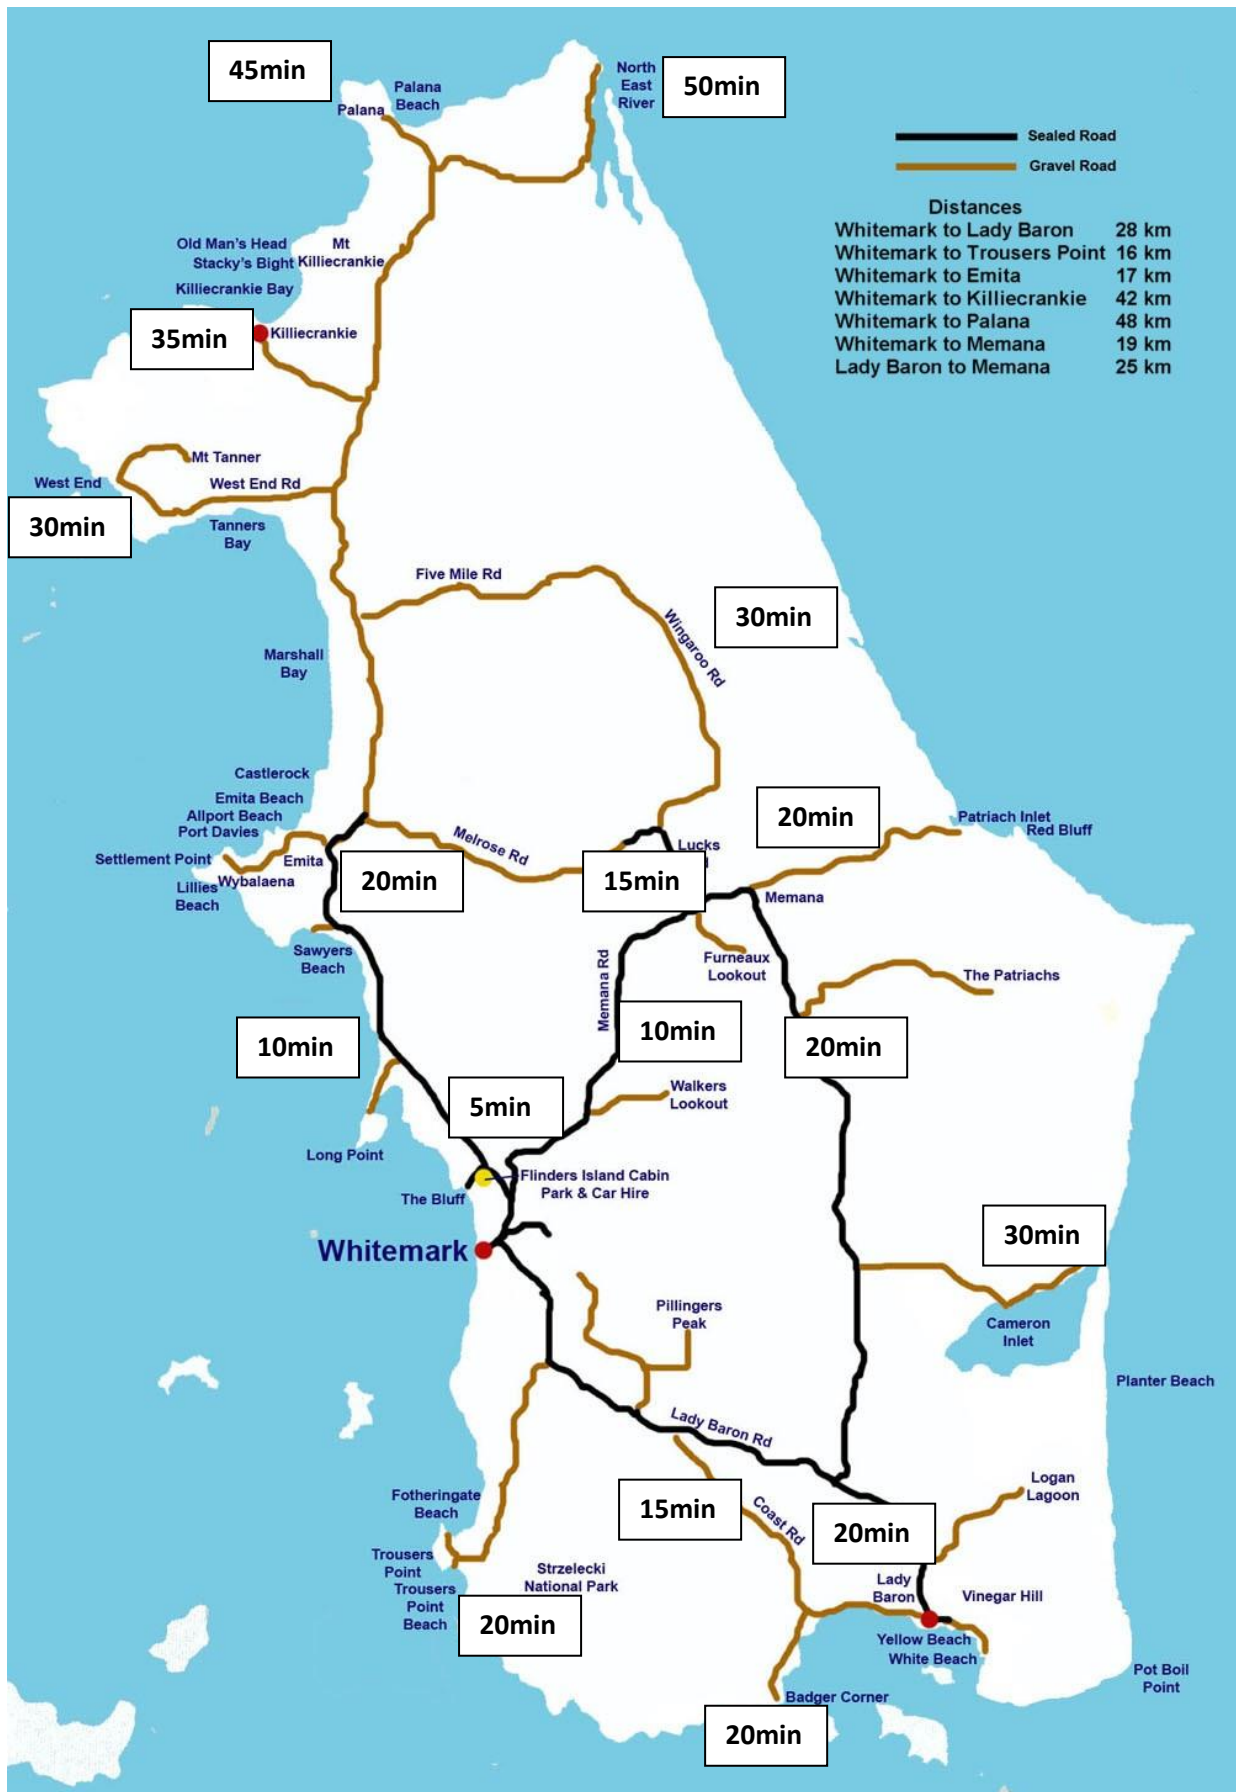 45min
Palana
Beach
Palana
North
East
River
50min
Sealed Road
Gravel Road
Distances
Whitemark to Lady Baron 28 km
Whitemark to Trousers Point 16 km
Whitemark to Emita 17 km
Whitemark to Killiecrankie 42 km
Whitemark to Palana 48 km
Whitemark to Memana 19 km
Lady Baron to Memana 25 km
Old Man's Head
Stacky's Bight
Killiecrankie Bay
Mt
Killiecrankie
35min
Killiecrankie
Mt Tanner
West End
West End Rd
30min
Tanners
Bay
Five Mile Rd
Wingaroo Rd
30min
Marshall
Bay
Castlerock
Emita Beach
Allport Beach
Port Davies
Settlement Point
Emita
Wybalaena
Lillies
Beach
20min
Melrose Rd
15min
Lucks
20min
Patriach Inlet
Red Bluff
Memana
Sawyers
Beach
Memana Rd
Furneaux
Lookout
The Patriachs
10min
10min
20min
5min
Walkers
Lookout
Long Point
The Bluff
Flinders Island Cabin
Park & Car Hire
Whitemark
30min
Cameron
Inlet
Pillingers
Peak
Planter Beach
Lady Baron Rd
Fotheringate
Beach
15min
Coast Rd
20min
Logan
Lagoon
Trousers
Point
Trousers
Point
Beach
Strzelecki
National Park
20min
Lady
Baron
Vinegar Hill
Yellow Beach
White Beach
Pot Boil
Point
Badger Corner
20min